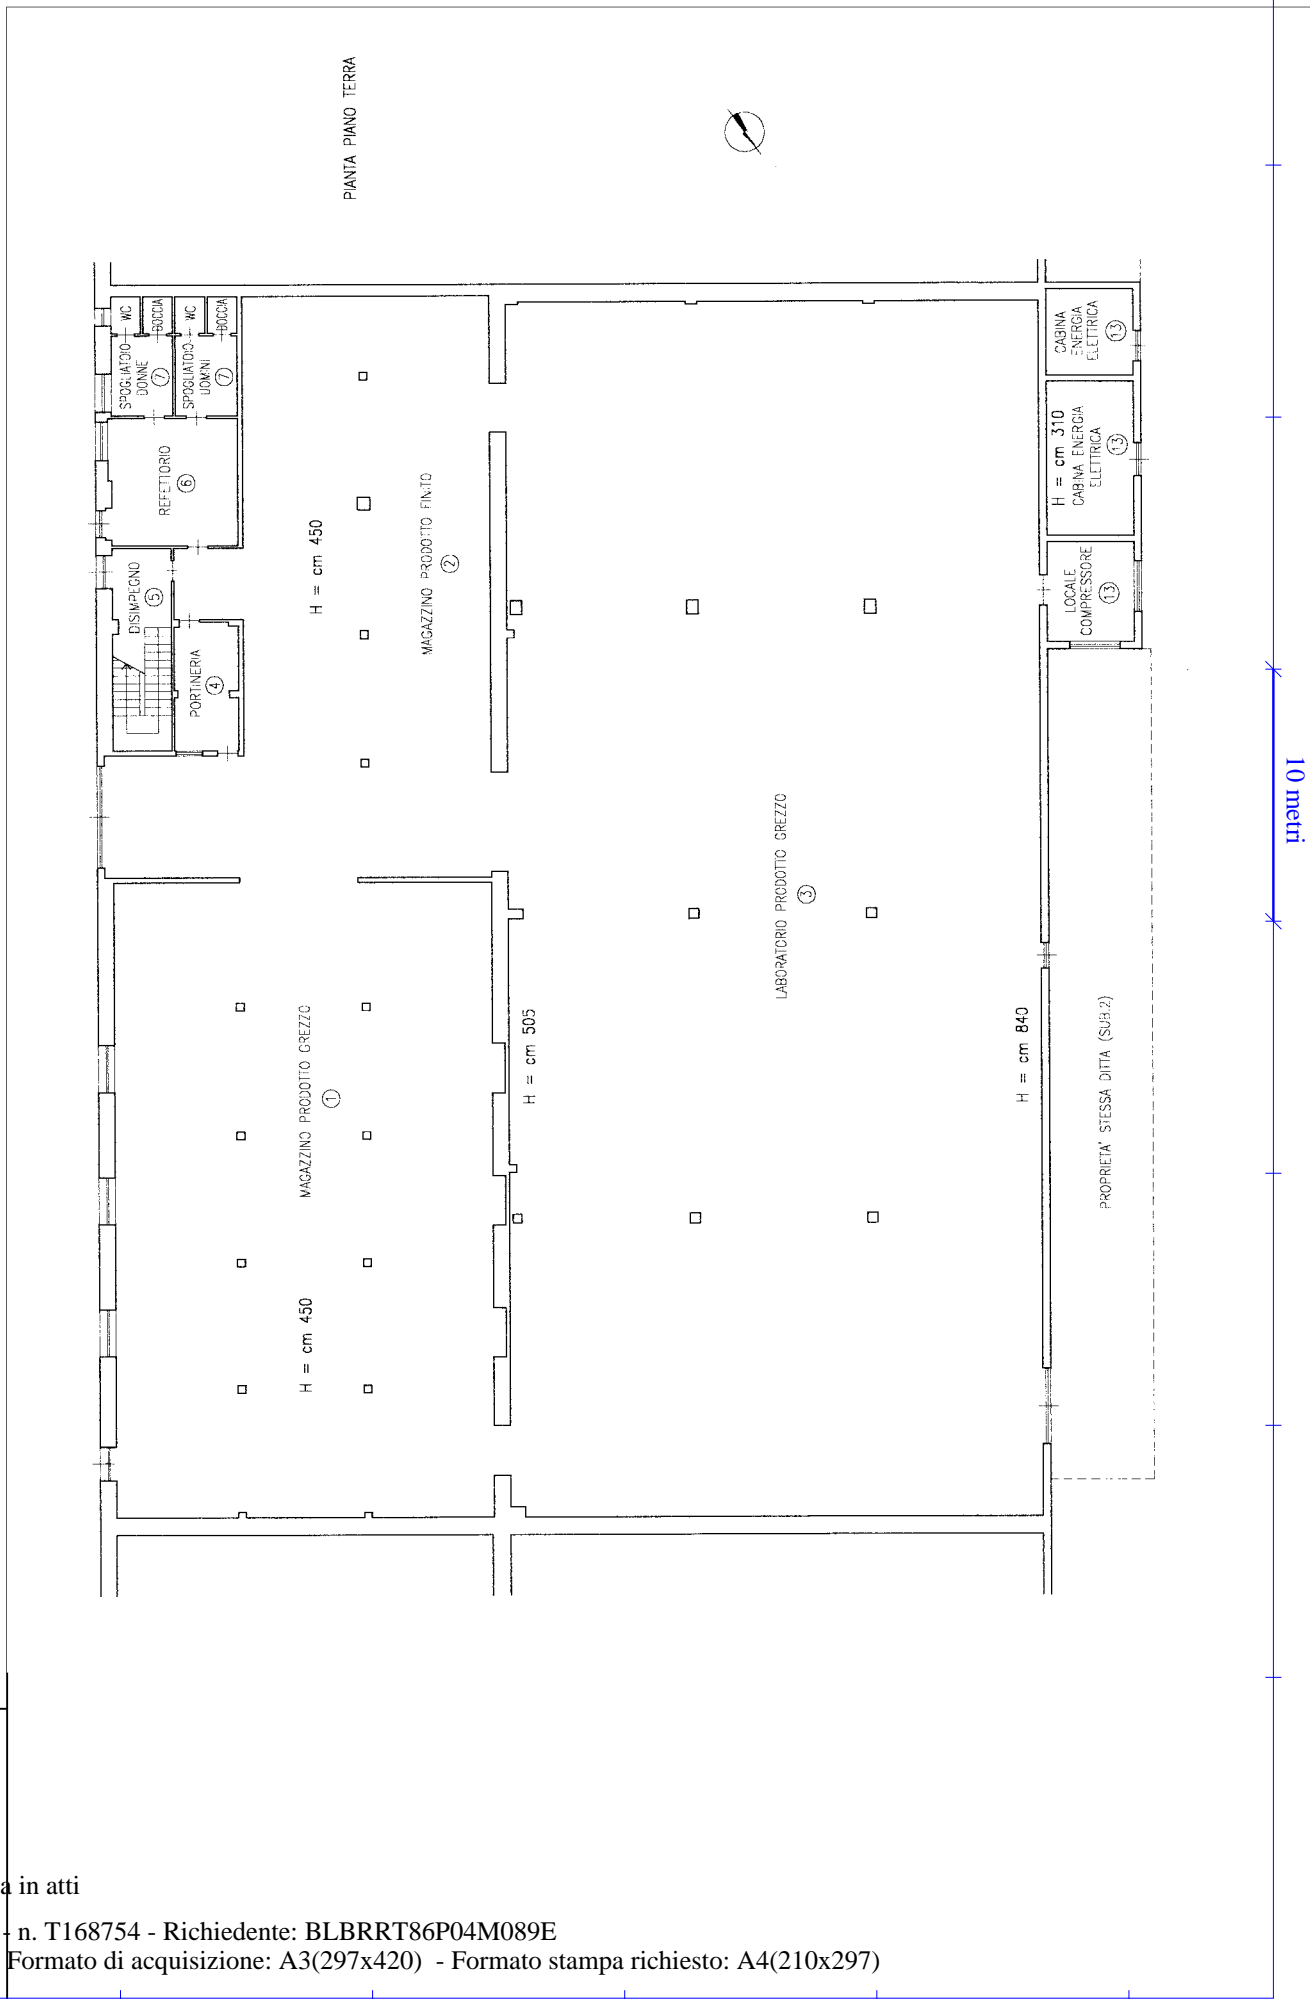 PIANTA PIANO TERRA
WC
DOCCIA
WC
DOCCIA
SPOGLIATOIO
DONNE
7
SPOGLIATOIO
UOMINI
7
REFETTORIO
6
DISIMPEGNO
5
PORTINERIA
4
H = cm 450
MAGAZZINO PRODOTTO FINITO
2
CABINA
ENERGIA
ELETTRICA
13
H = cm 310
CABINA ENERGIA
ELETTRICA
13
LOCALE
COMPRESSORE
13
10 metri
LABORATORIO PRODOTTO GREZZO
3
MAGAZZINO PRODOTTO GREZZO
1
H = cm 450
H = cm 505
H = cm 840
PROPRIETA' STESSA DITTA (SUB.2)
a in atti
- n. T168754 - Richiedente: BLBRRT86P04M089E
Formato di acquisizione: A3(297x420) - Formato stampa richiesto: A4(210x297)